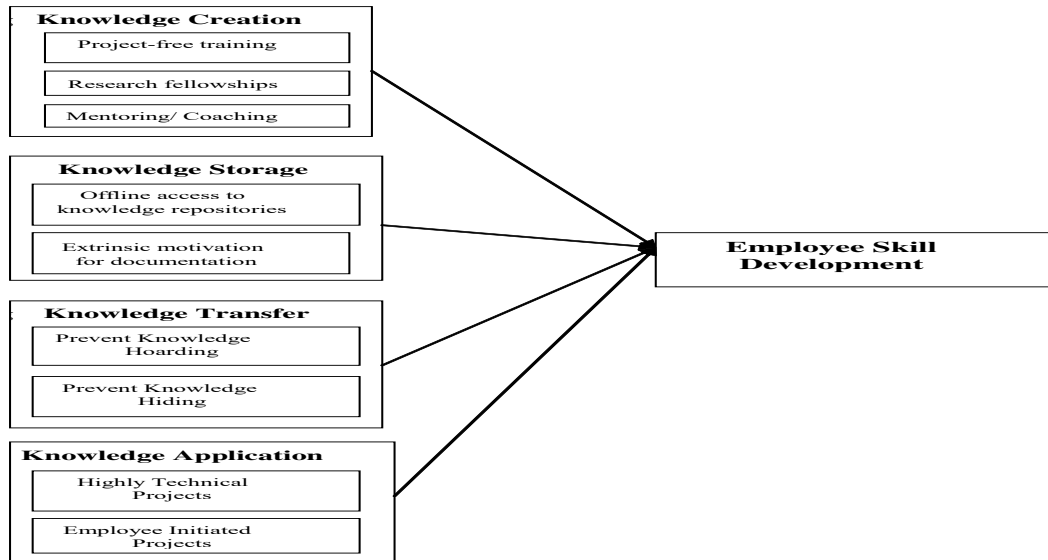 Knowledge Creation
Project-free training
Research fellowships
Mentoring/ Coaching
Knowledge Storage
Offline access to
knowledge repositories
Extrinsic motivation
for documentation
Knowledge Transfer
Prevent Knowledge
Hoarding
Prevent Knowledge
Hiding
Knowledge Application
Highly Technical
Projects
Employee Initiated
Projects
Employee Skill
Development